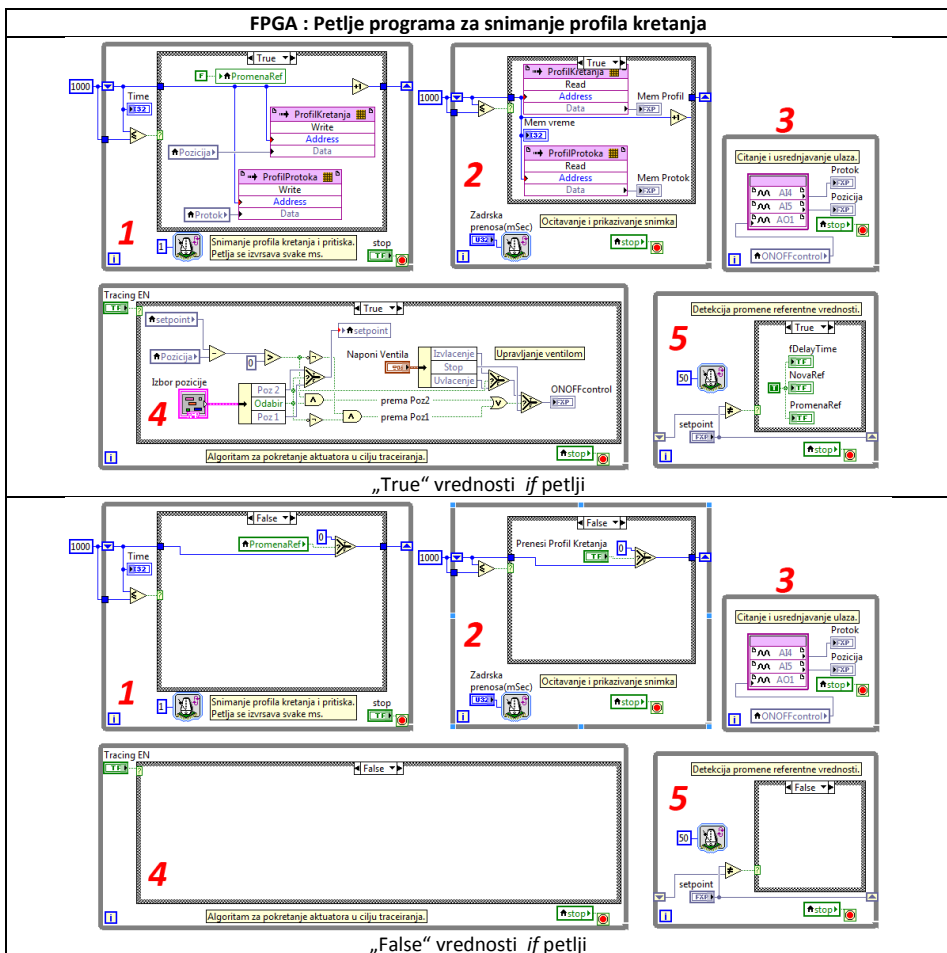 FPGA : Petlje programa za snimanje profila kretanja
True
F PromenaRef
1000
Time
I32
+1
ProfilKretanja
Write
Address
Data
Pozicija
ProfilProtoka
Write
Address
Data
Protok
1
1
Snimanje profila kretanja i pritiska.
Petlja se izvrsava svake ms.
stop
TF
i
True
1000
ProfilKretanja
Read
Address
Data
Mem Profil
FXP
+1
Mem vreme
I32
ProfilProtoka
Read
Address
Data
Mem Protok
FXP
2
Zadrska
prenosa(mSec)
U32
Ocitavanje i prikazivanje snimka
stop
i
3
Citanje i usrednjavanje ulaza.
Protok
AI4
FXP
Pozicija
AI5
FXP
AO1
stop
ONOFFcontrol
i
Tracing EN
TF
True
setpoint
setpoint
Pozicija
0
Naponi Ventila
Izvlacenje
Stop
Uvlacenje
Upravljanje ventilom
Izbor pozicije
Poz 2
Odabir
Poz 1
prema Poz2
prema Poz1
ONOFFcontrol
FXP
4
Algoritam za pokretanje aktuatora u cilju traceiranja.
stop
i
Detekcija promene referentne vrednosti.
True
5
fDelayTime
TF
50
T
NovaRef
TF
PromenaRef
TF
setpoint
FXP
stop
i
„True“ vrednosti if petlji
False
1000
Time
I32
PromenaRef
0
1
1
Snimanje profila kretanja i pritiska.
Petlja se izvrsava svake ms.
stop
TF
i
False
1000
Prenesi Profil Kretanja
TF
0
2
Zadrska
prenosa(mSec)
U32
Ocitavanje i prikazivanje snimka
stop
i
3
Citanje i usrednjavanje ulaza.
Protok
AI4
FXP
Pozicija
AI5
FXP
AO1
stop
ONOFFcontrol
i
Tracing EN
TF
False
4
Algoritam za pokretanje aktuatora u cilju traceiranja.
stop
i
Detekcija promene referentne vrednosti.
False
5
50
setpoint
FXP
stop
i
„False“ vrednosti if petlji